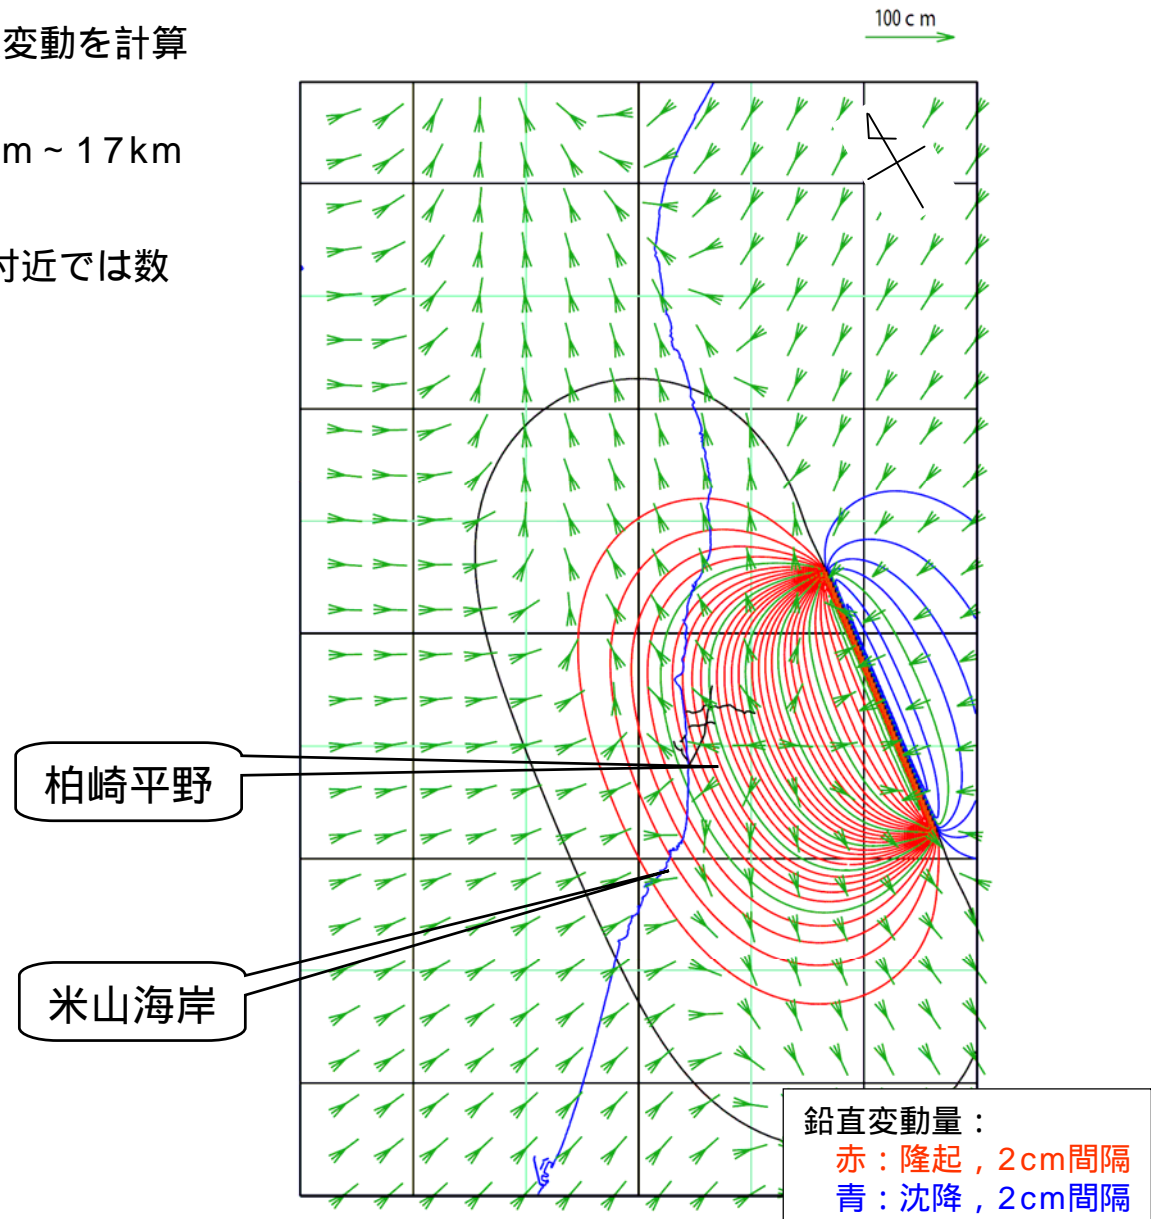 変動を計算
m ~ 17km
付近では数
100 c m
柏崎平野
米山海岸
鉛直変動量：
赤：隆起，2cm間隔
青：沈降，2cm間隔